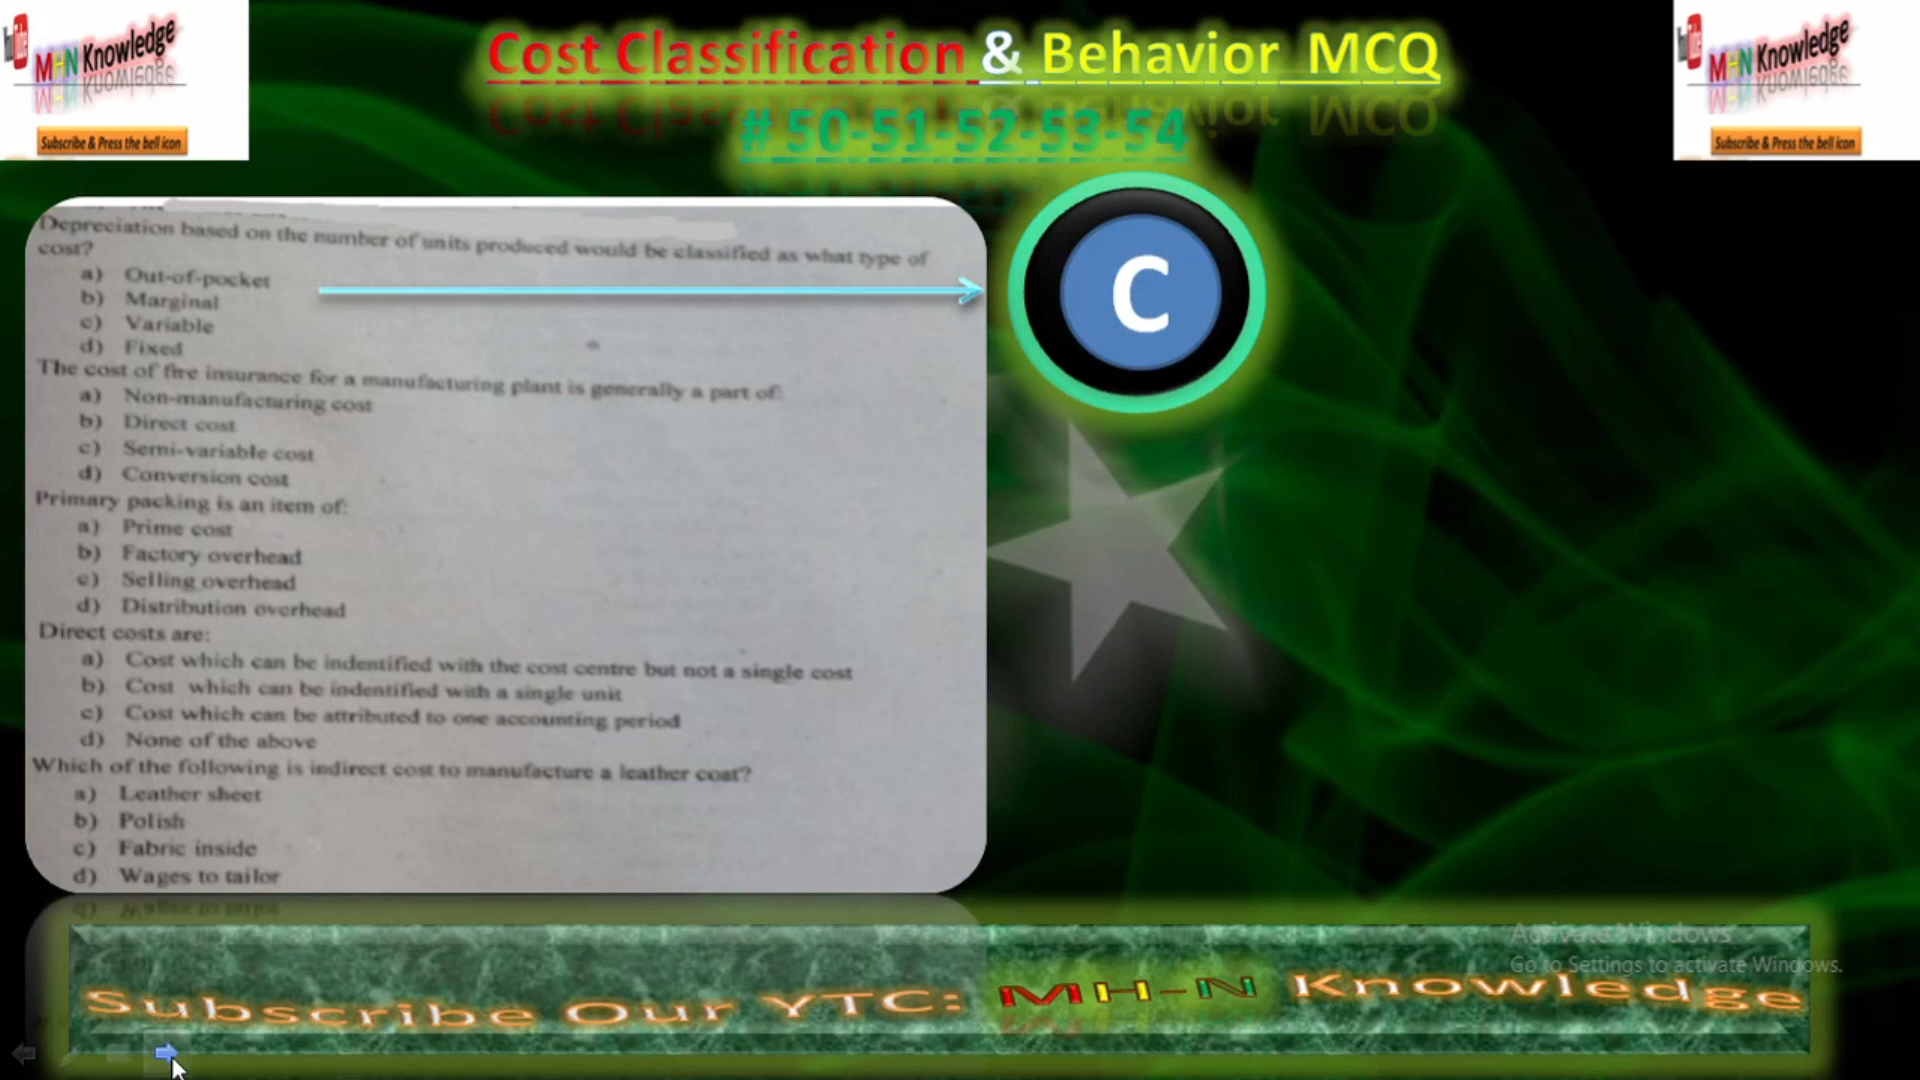 YouTube
MHN Knowledge
Subscribe & Press the bell icon
Cost Classification & Behavior MCQ
# 50-51-52-53-54
YouTube
MHN Knowledge
Subscribe & Press the bell icon
Depreciation based on the number of units produced would be classified as what type of
cost?
a) Out-of-pocket
b) Marginal
c) Variable
d) Fixed
C
The cost of fire insurance for a manufacturing plant is generally a part of:
a) Non-manufacturing cost
b) Direct cost
c) Semi-variable cost
d) Conversion cost
Primary packing is an item of:
a) Prime cost
b) Factory overhead
c) Selling overhead
d) Distribution overhead
Direct costs are:
a) Cost which can be indentified with the cost centre but not a single cost
b) Cost which can be indentified with a single unit
c) Cost which can be attributed to one accounting period
d) None of the above
Which of the following is indirect cost to manufacture a leather coat?
a) Leather sheet
b) Polish
c) Fabric inside
d) Wages to tailor
Activate Windows
Go to Settings to activate Windows.
Subscribe Our YTC: MH-N Knowledge